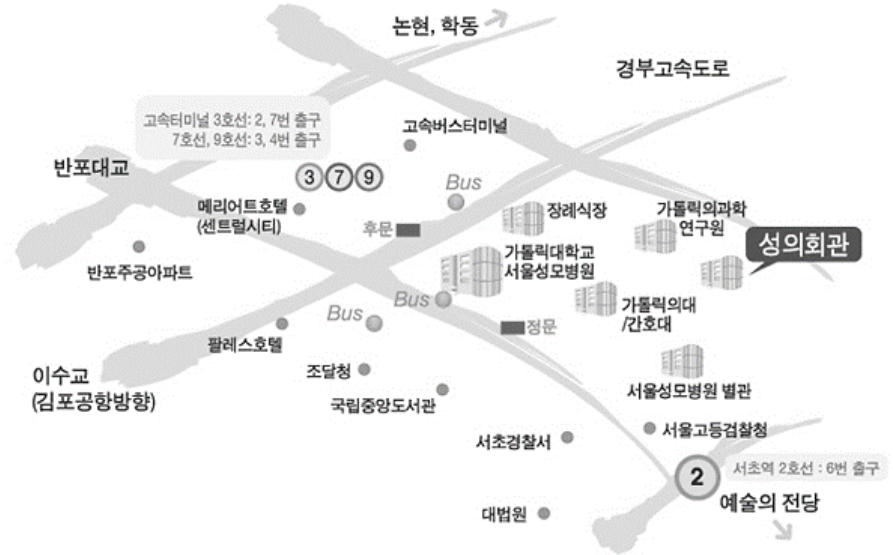 논현, 학동
경부고속도로
고속터미널 3호선: 2, 7번 출구
7호선, 9호선: 3, 4번 출구
고속버스터미널
반포대교
3 7 9
Bus
메리어트호텔
(센트럴시티)
장례식장
가톨릭의과학
연구원
후문
성의회관
반포주공아파트
가톨릭대학교
서울성모병원
Bus
Bus
가톨릭의대
/간호대
정문
팔레스호텔
이수교
(김포공항방향)
조달청
국립중앙도서관
서울성모병원 별관
서초경찰서
서울고등검찰청
2
서초역 2호선 : 6번 출구
예술의 전당
대법원